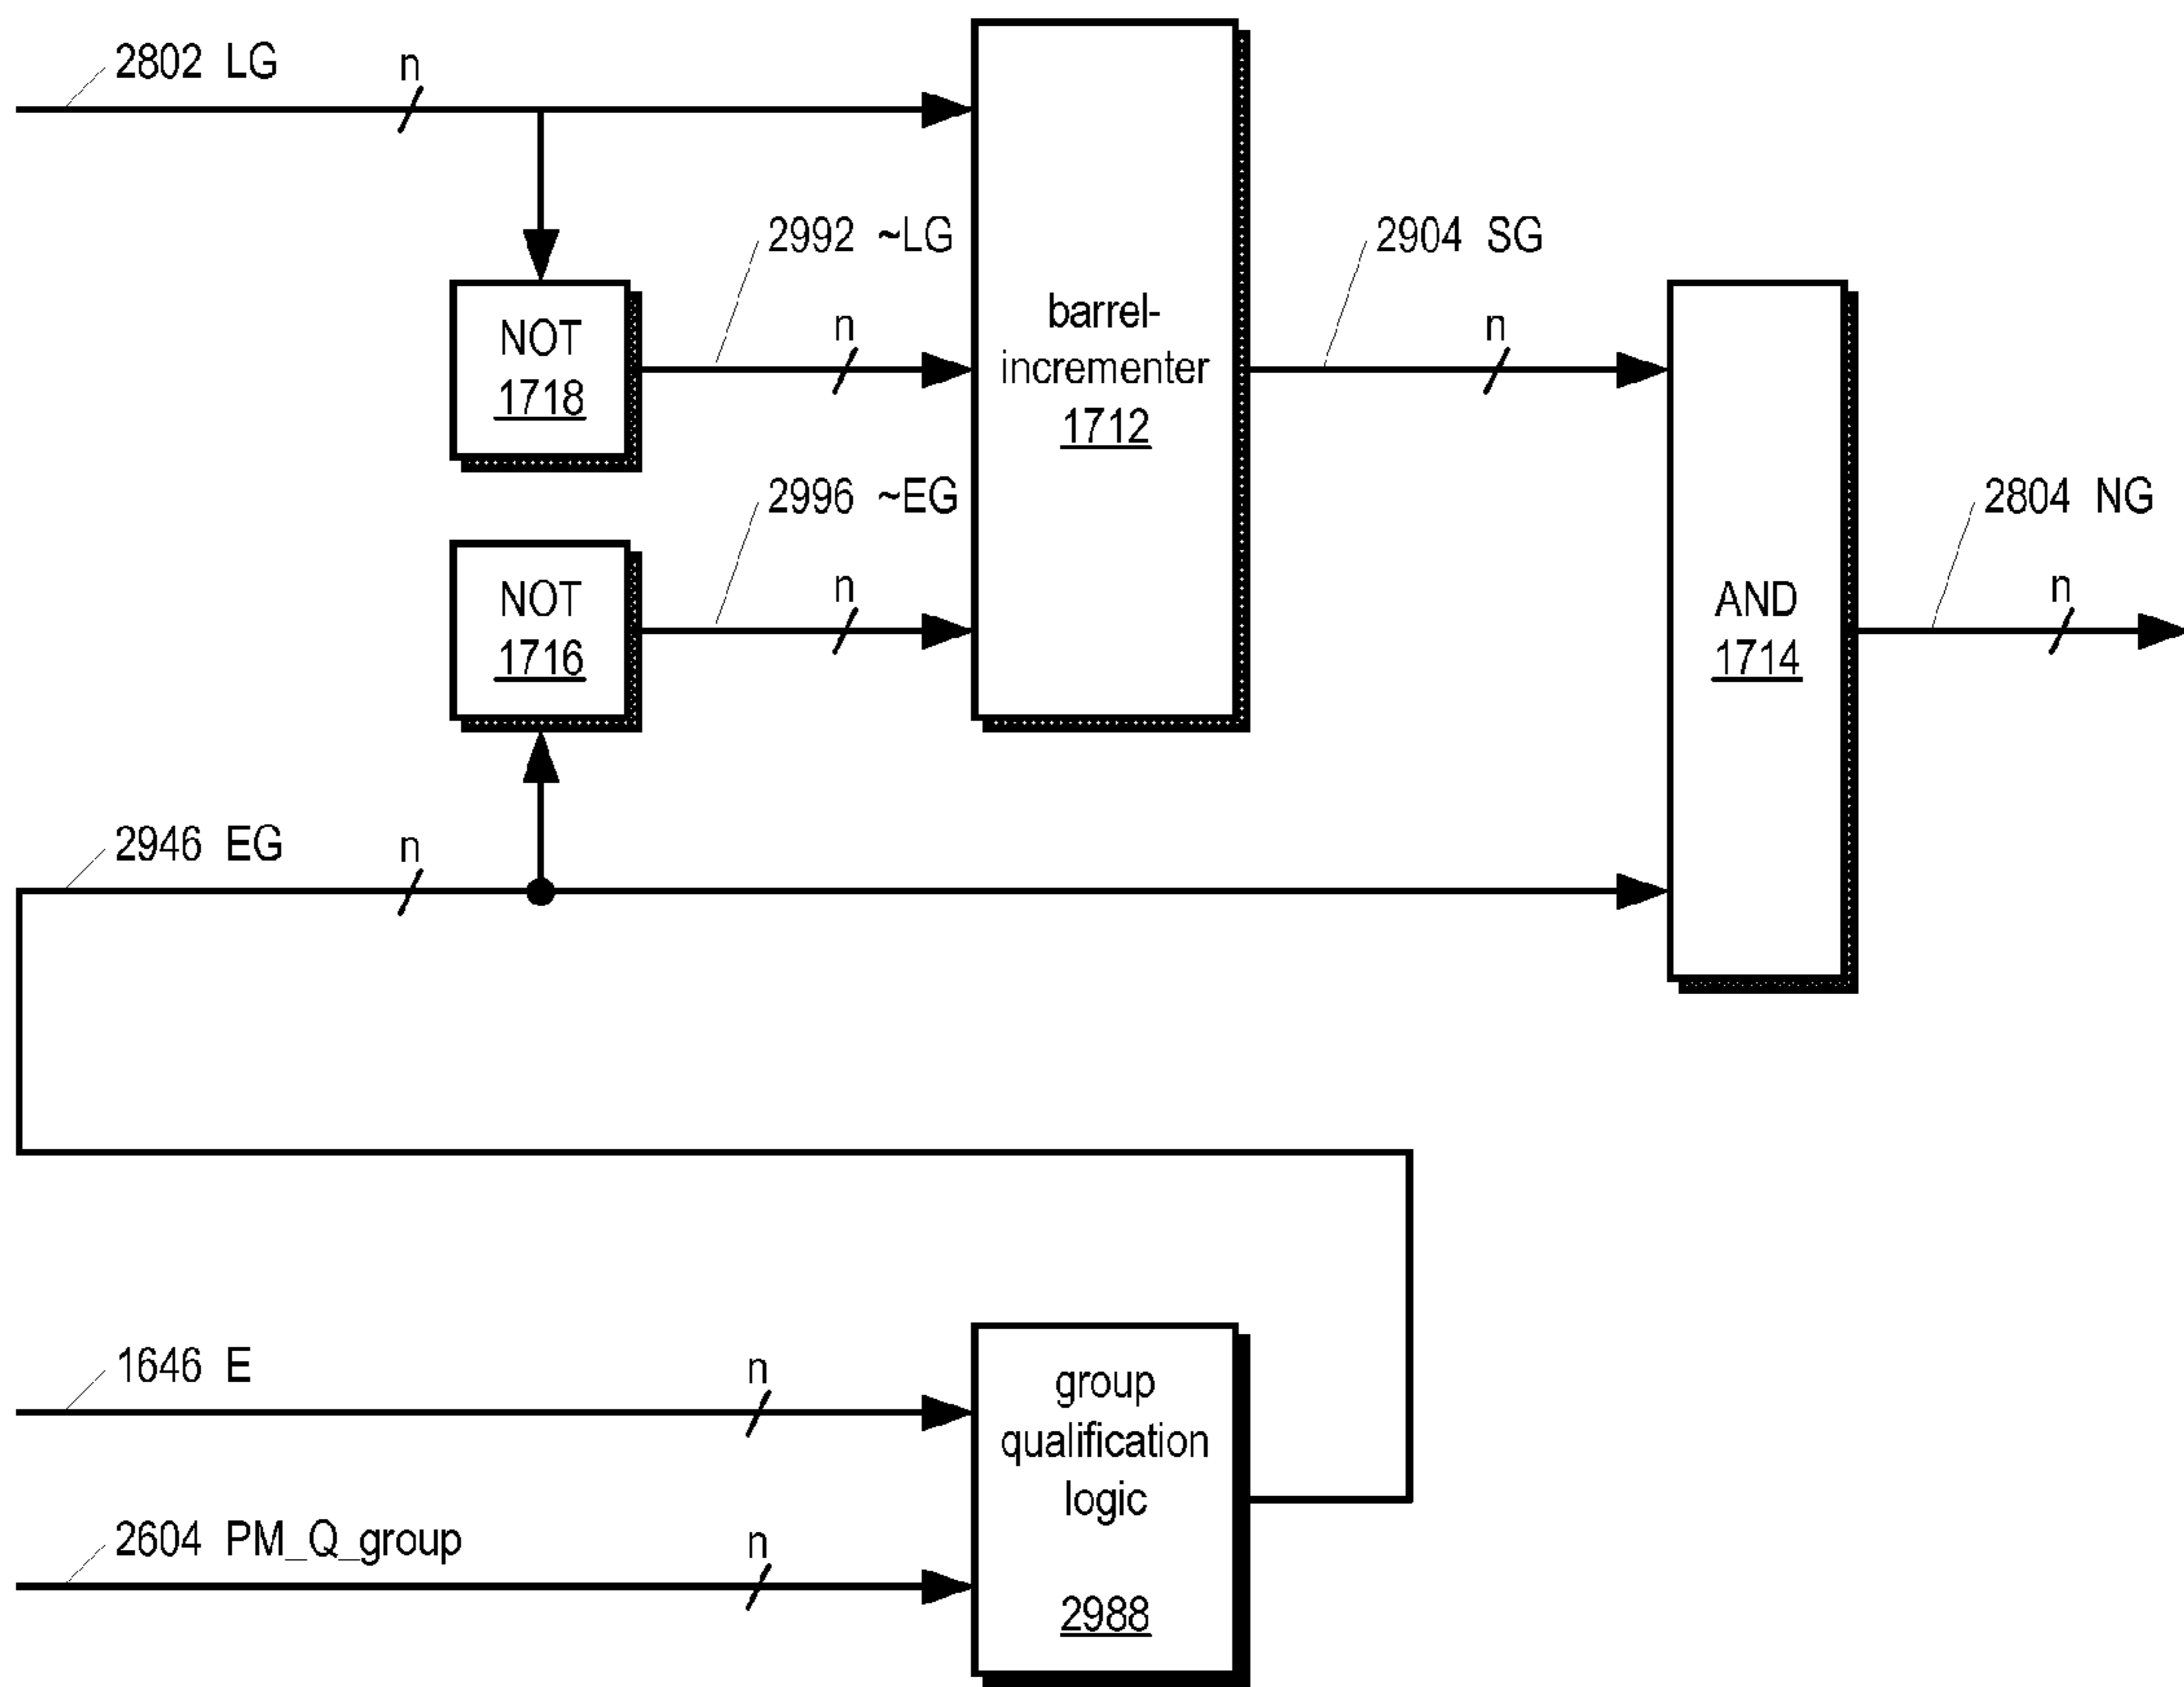 2802 LG
n
2992 ~LG
2904 SG
NOT
1718
n
barrel-
incrementer
1712
n
2996 ~EG
2804 NG
NOT
1716
n
AND
1714
n
2946 EG
n
1646 E
n
group
qualification
logic
2988
2604 PM_Q_group
n